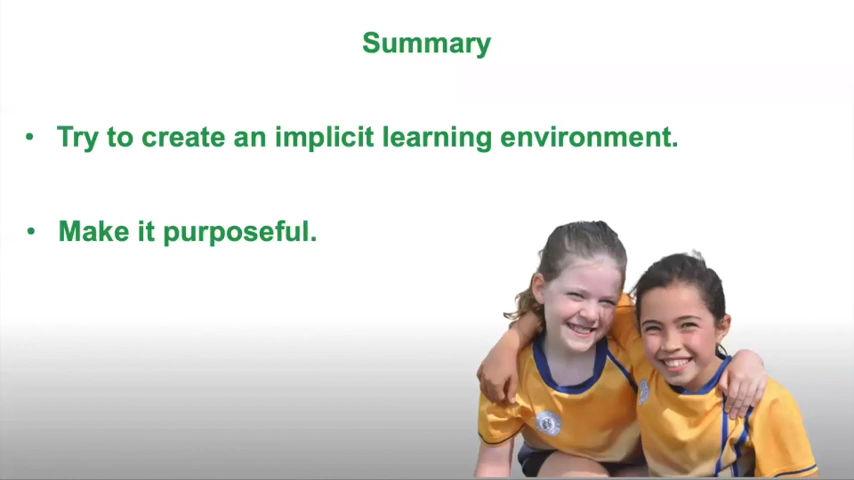 Summary
• Try to create an implicit learning environment.
• Make it purposeful.